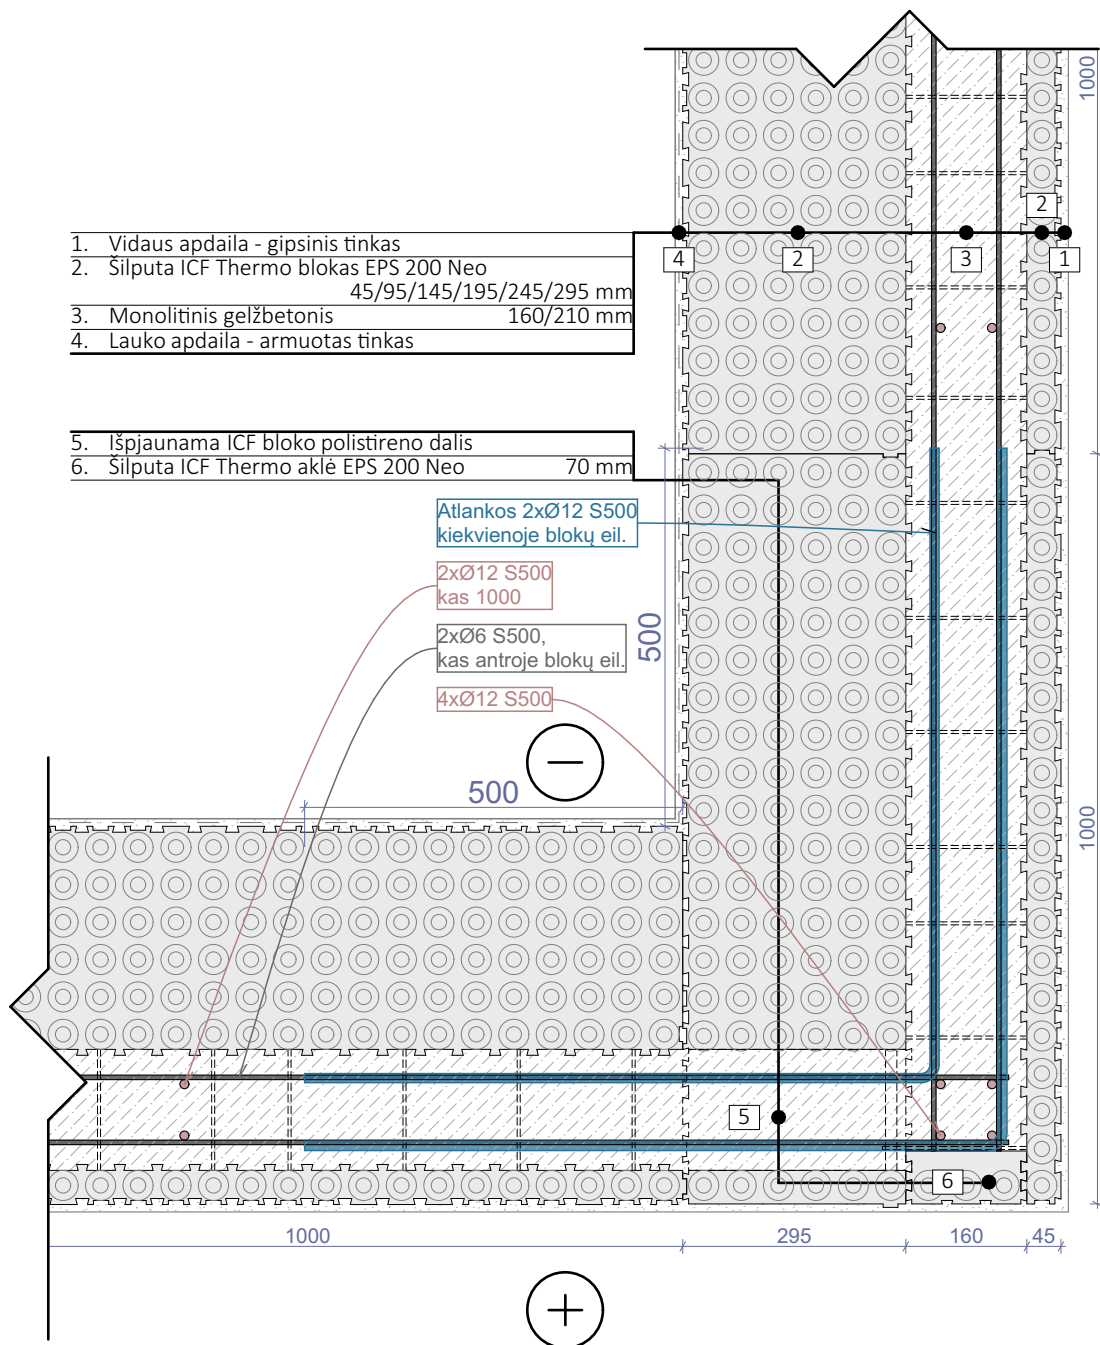 1000
2
4 2 3 1
1. Vidaus apdaila - gipsinis tinkas
2. Šilputa ICF Thermo blokas EPS 200 Neo
45/95/145/195/245/295 mm
3. Monolitinis gelžbetonis 160/210 mm
4. Lauko apdaila - armuotas tinkas
5. Išpjaunama ICF bloko polistireno dalis
6. Šilputa ICF Thermo aklė EPS 200 Neo 70 mm
Atlankos 2xØ12 S500
kiekvienoje blokų eil.
2xØ12 S500
kas 1000
2xØ6 S500,
kas antroje blokų eil.
4xØ12 S500
500
500
1000
5
6
1000 295 160 45